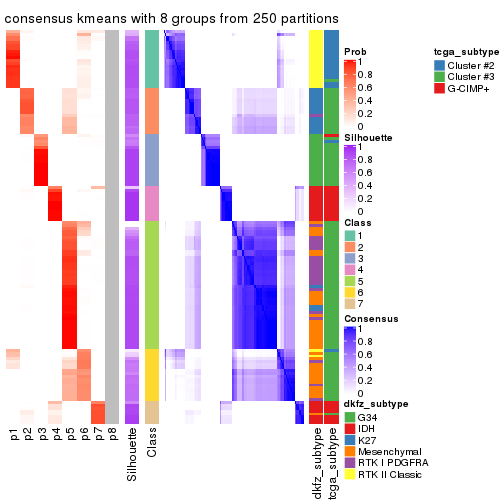 consensus kmeans with 8 groups from 250 partitions
Prob
1
0.8
0.6
0.4
0.2
0
Silhouette
1
0.8
0.6
0.4
0.2
0
Class
1
2
3
4
5
6
7
Consensus
1
0.8
0.6
0.4
0.2
0
dkfz_subtype
G34
IDH
K27
Mesenchymal
RTK I PDGFRA
RTK II Classic
tcga_subtype
Cluster #2
Cluster #3
G-CIMP+
p1
p2
p3
p4
p5
p6
p7
p8
Silhouette
Class
dkfz_subtype
tcga_subtype